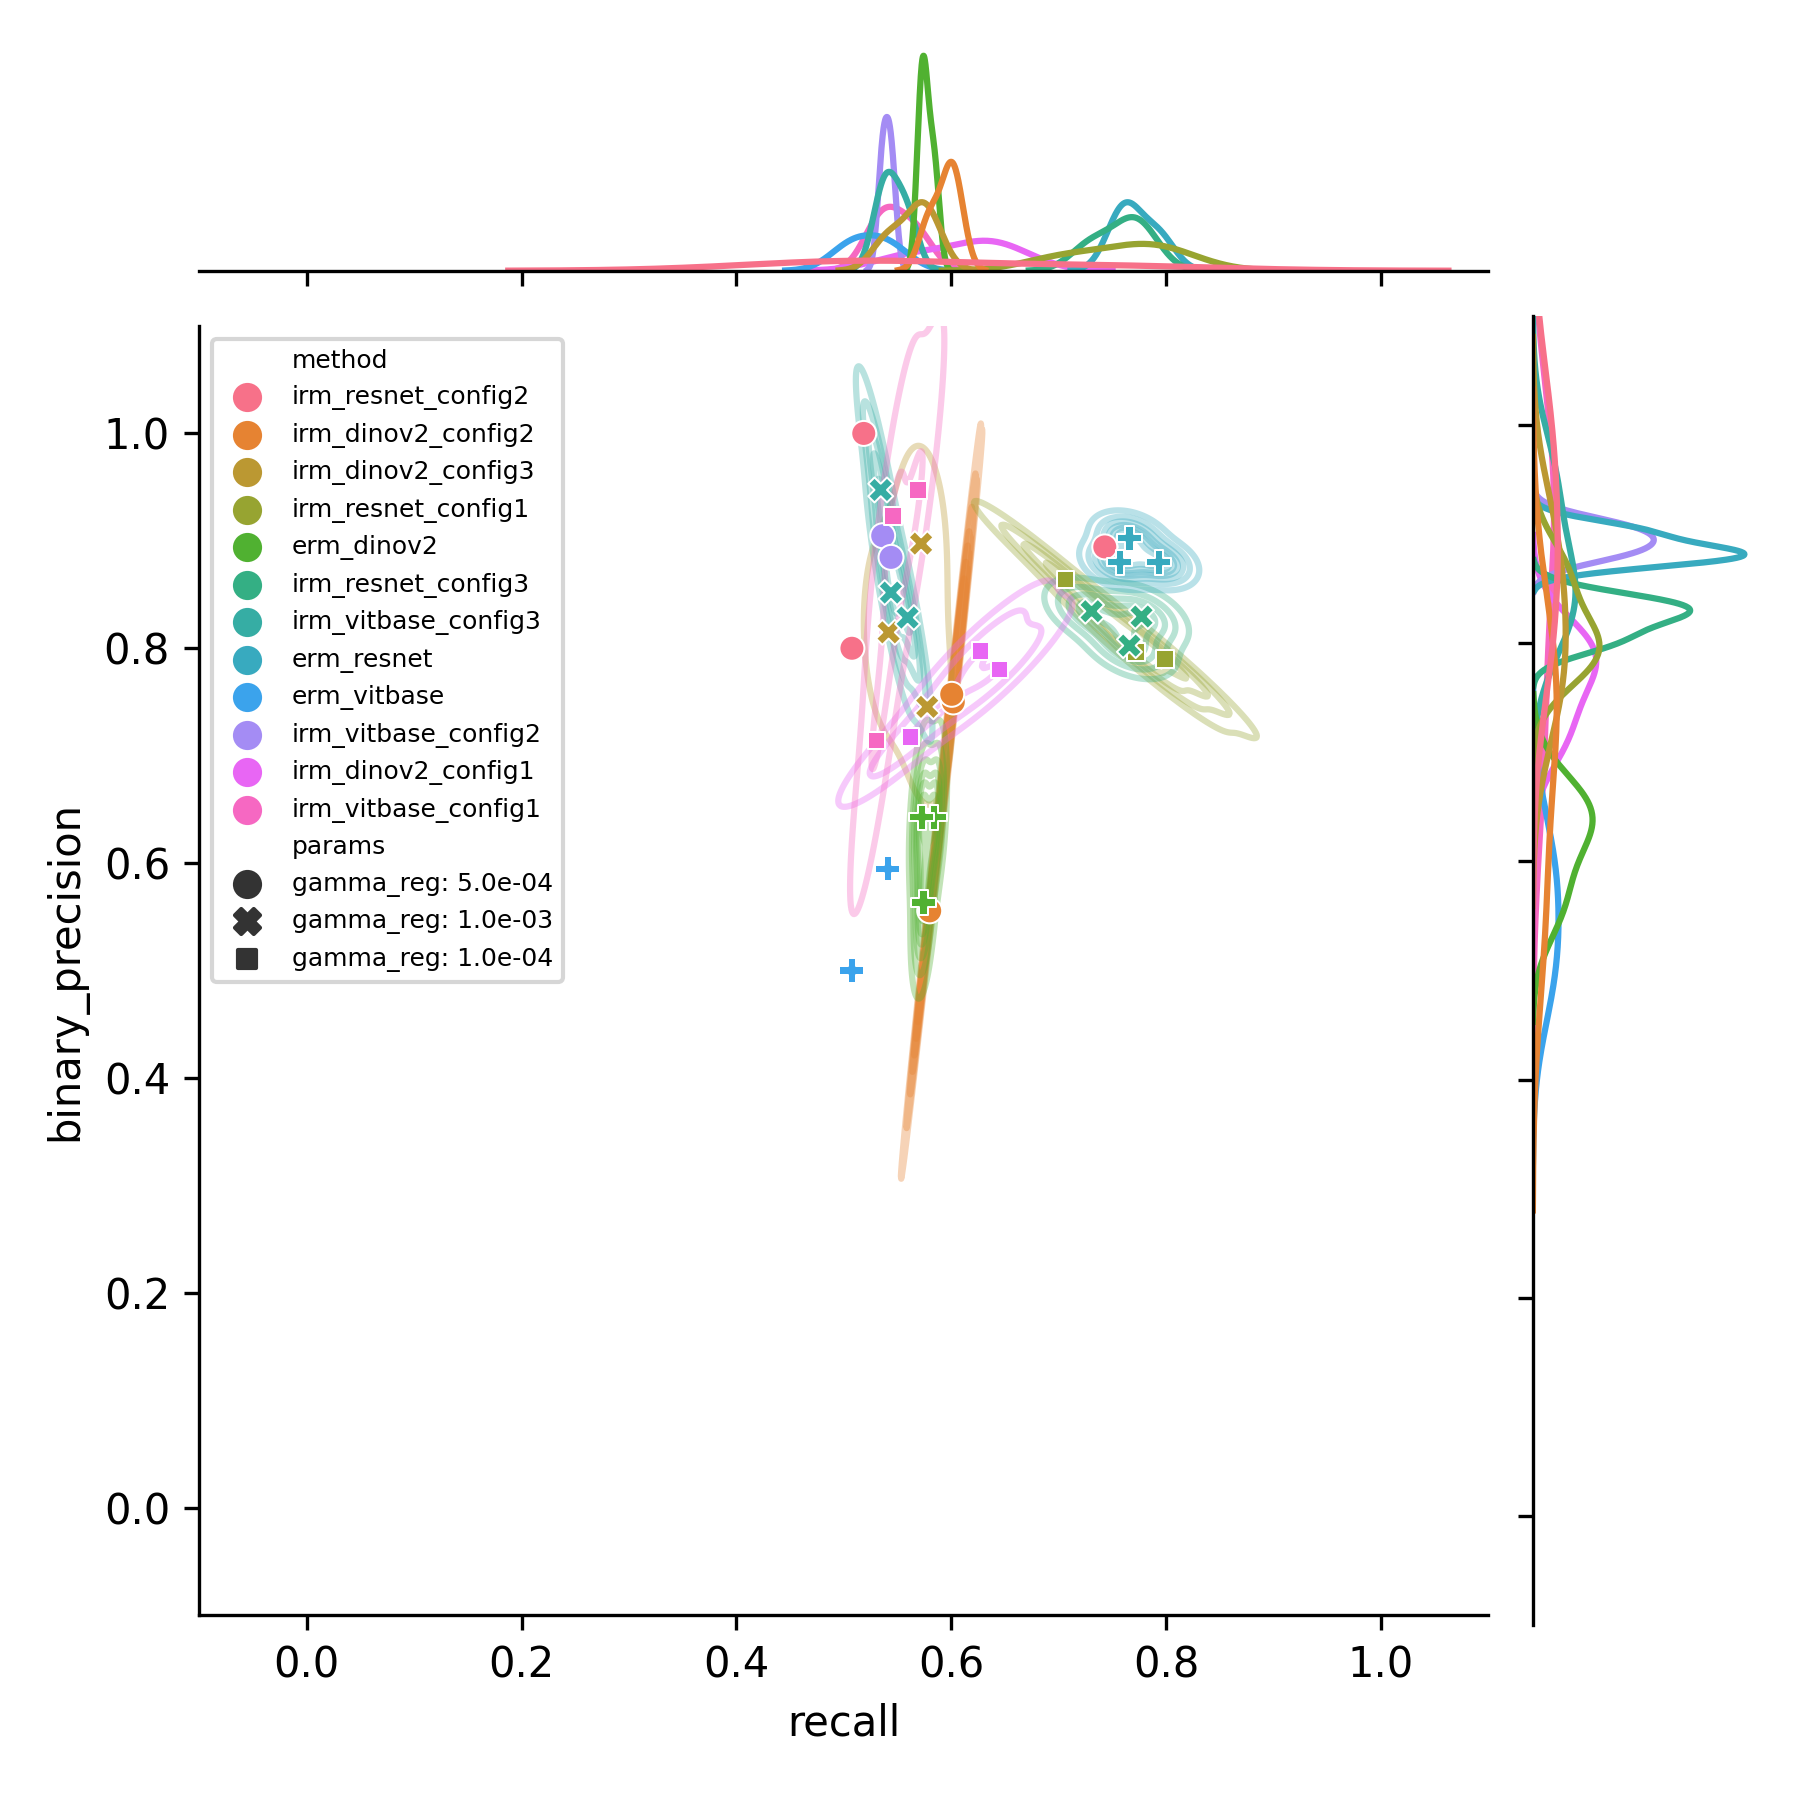 method
irm_resnet_config2
irm_dinov2_config2
irm_dinov2_config3
irm_resnet_config1
erm_dinov2
irm_resnet_config3
irm_vitbase_config3
erm_resnet
erm_vitbase
irm_vitbase_config2
irm_dinov2_config1
irm_vitbase_config1
params
gamma_reg: 5.0e-04
gamma_reg: 1.0e-03
gamma_reg: 1.0e-04
1.0
0.8
0.6
0.4
0.2
0.0
binary_precision
0.0 0.2 0.4 0.6 0.8 1.0
recall